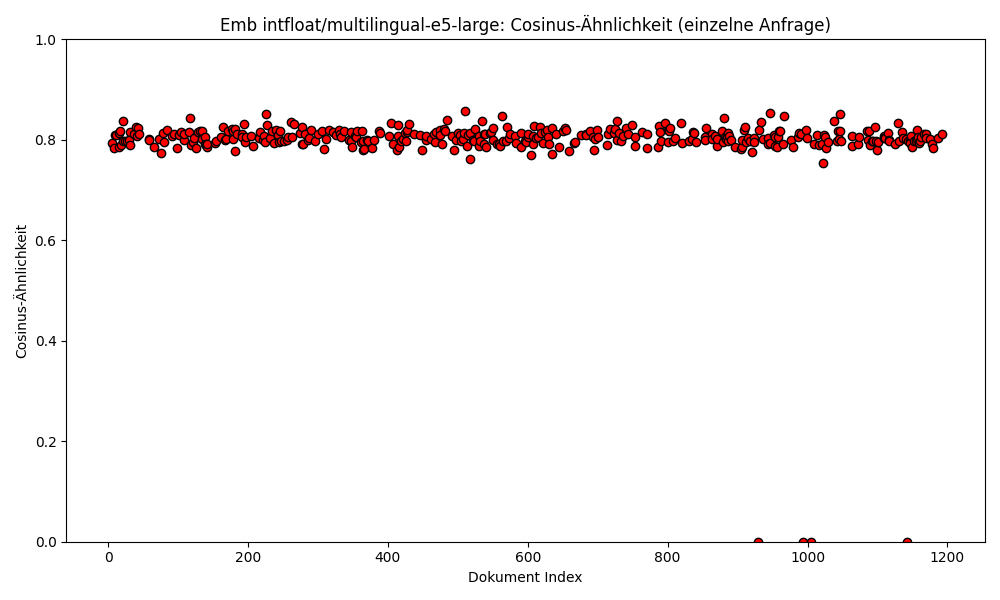 Emb intfloat/multilingual-e5-large: Cosinus-Ähnlichkeit (einzelne Anfrage)
1.0
0.8
0.6
0.4
0.2
0.0
Cosinus-Ähnlichkeit
0 200 400 600 800 1000 1200
Dokument Index